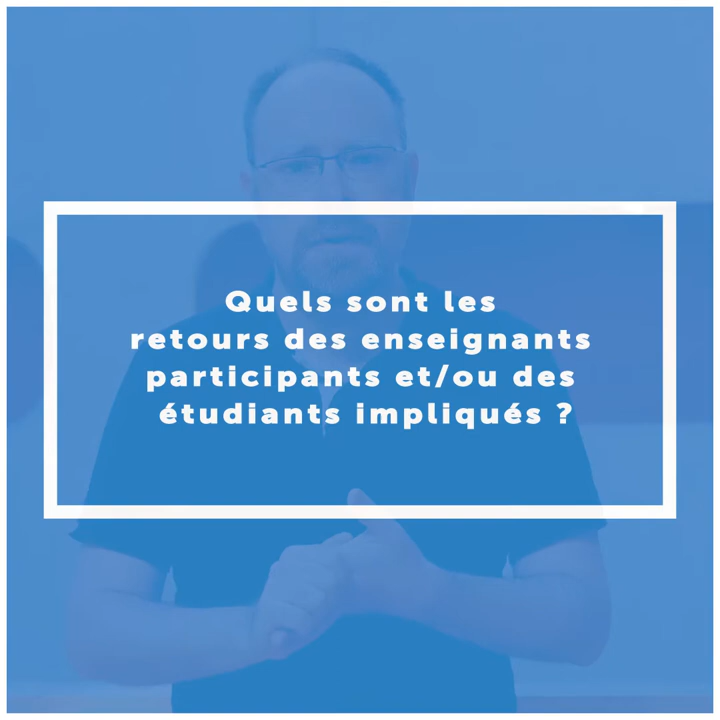 Quels sont les
retours des enseignants
participants et/ou des
étudiants impliqués ?